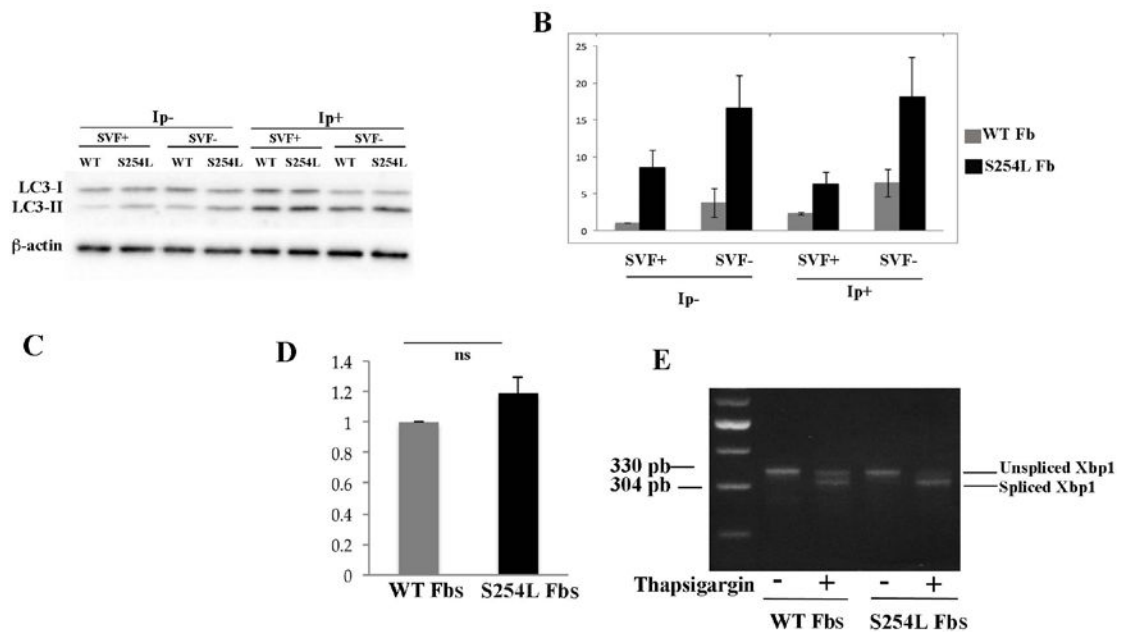 Ip- Ip+
SVF+ SVF- SVF+ SVF-
WT S254L WT S254L WT S254L WT S254L
LC3-I
LC3-II
β-actin
B
25
20
15
10
5
0
SVF+ SVF- SVF+ SVF-
Ip- Ip+
WT Fb
S254L Fb
C
D
ns
1.4
1.2
1
0.8
0.6
0.4
0.2
0
WT Fbs S254L Fbs
E
330 pb
304 pb
Unspliced Xbp1
Spliced Xbp1
Thapsigargin - + - +
WT Fbs S254L Fbs